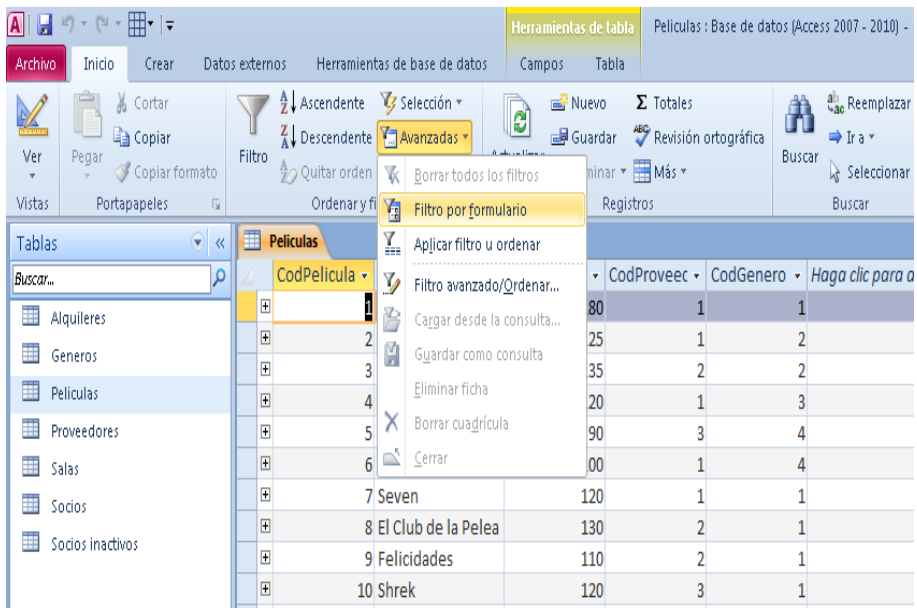 Herramientas de tabla Peliculas : Base de datos (Access 2007 - 2010) -
Archivo Inicio Crear Datos externos Herramientas de base de datos Campos Tabla
Ver
Vistas
Pegar
Cortar
Copiar
Copiar formato
Portapapeles
Filtro
Ascendente
Descendente
Quitar orden
Selección
Avanzadas
Ordenar y fi
Nuevo
Guardar
minar
Totales
Revisión ortográfica
Más
Registros
Buscar
Reemplazar
Ir a
Seleccionar
Buscar
Borrar todos los filtros
Filtro por formulario
Aplicar filtro u ordenar
Filtro avanzado/Ordenar...
Cargar desde la consulta...
Guardar como consulta
Eliminar ficha
Borrar cuadrícula
Cerrar
Tablas
Buscar...
Alquileres
Generos
Peliculas
Proveedores
Salas
Socios
Socios inactivos
Peliculas
CodPelicula CodProveec CodGenero Haga clic para a
1 80 1 1
2 25 1 2
3 35 2 2
4 20 1 3
5 90 3 4
6 00 1 4
7 Seven 120 1 1
8 El Club de la Pelea 130 2 1
9 Felicidades 110 2 1
10 Shrek 120 3 1